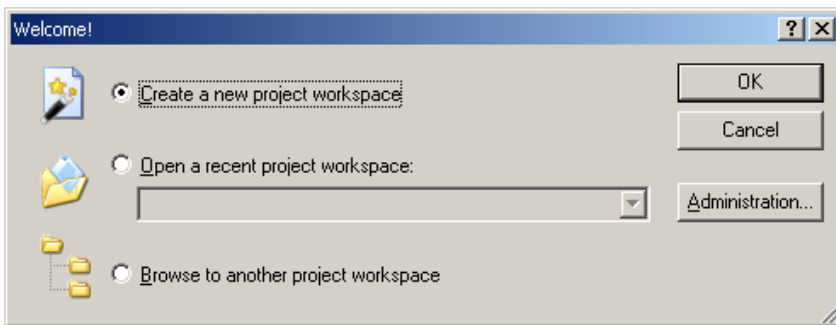 Welcome!
?
Create a new project workspace
OK
Cancel
Open a recent project workspace:
Administration...
Browse to another project workspace